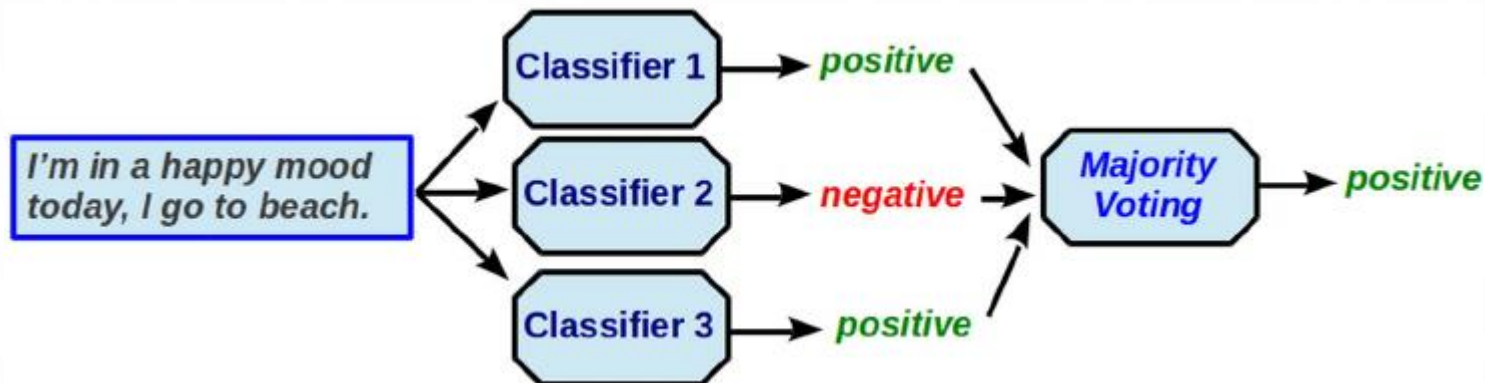 Classifier 1
positive
I'm in a happy mood
today, I go to beach.
Classifier 2
negative
Majority
Voting
positive
Classifier 3
positive